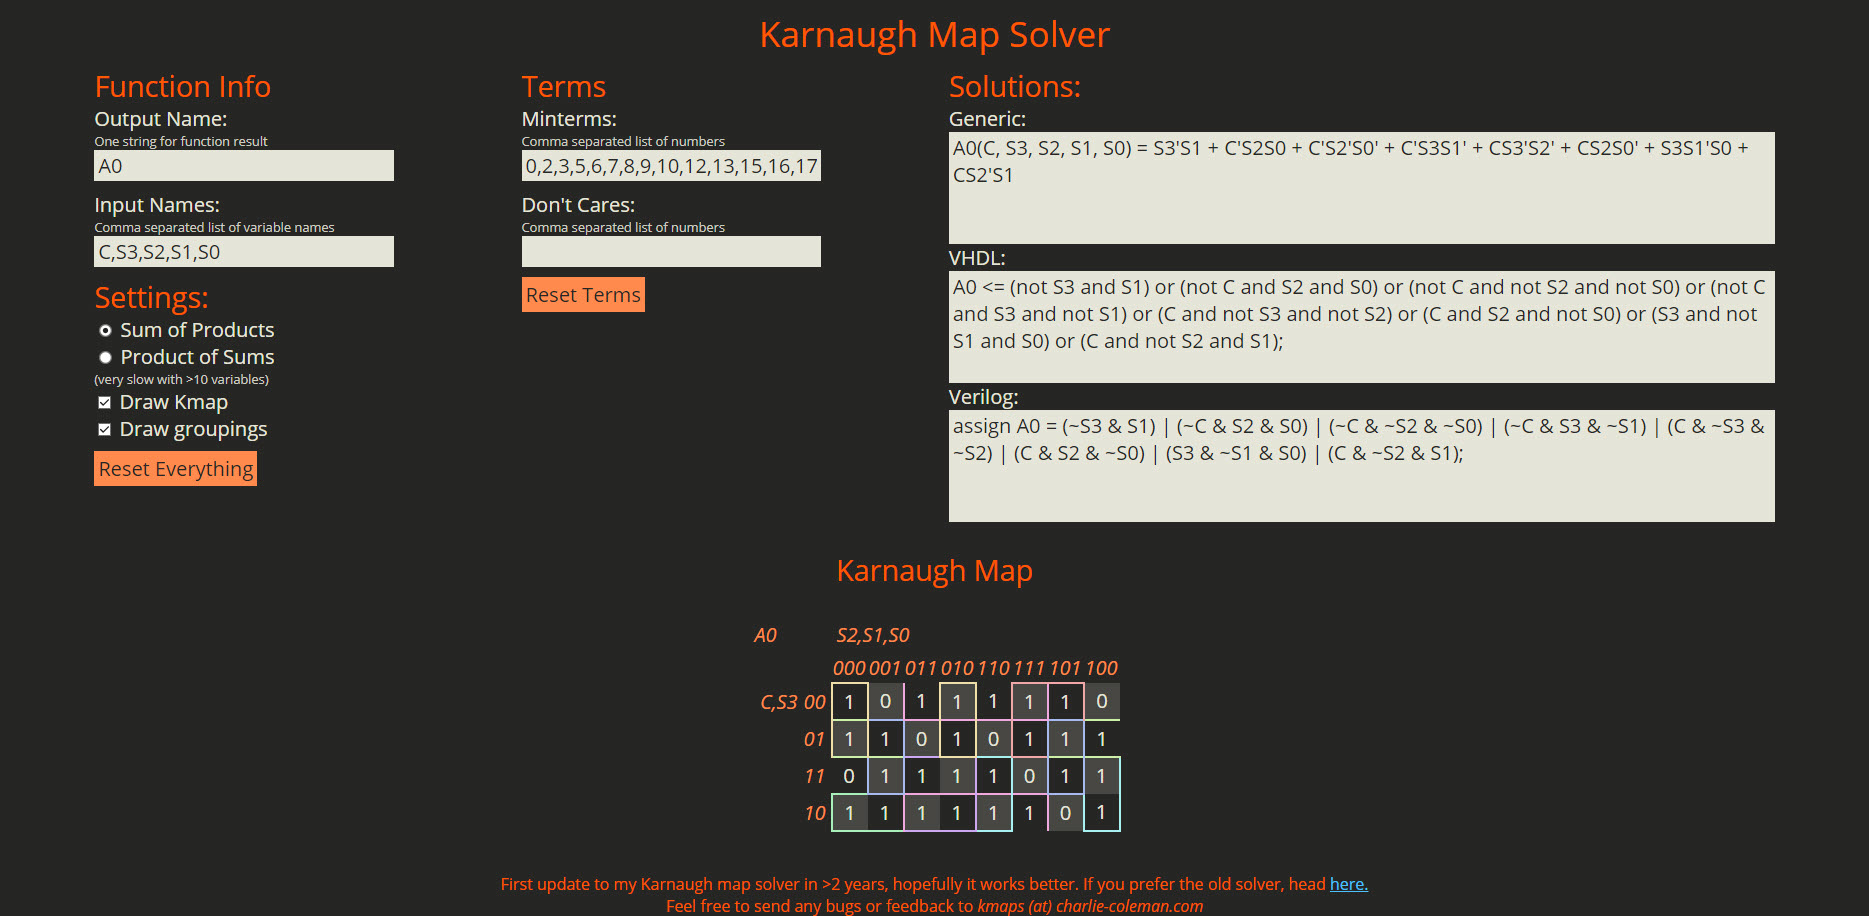 Karnaugh Map Solver
Function Info
Output Name:
One string for function result
A0
Input Names:
Comma separated list of variable names
C,S3,S2,S1,S0
Settings:
Sum of Products
Product of Sums
(very slow with >10 variables)
Draw Kmap
Draw groupings
Reset Everything
Terms
Minterms:
Comma separated list of numbers
0,2,3,5,6,7,8,9,10,12,13,15,16,17
Don't Cares:
Comma separated list of numbers
Reset Terms
Solutions:
Generic:
A0(C, S3, S2, S1, S0) = S3'S1 + C'S2S0 + C'S2'S0' + C'S3S1' + CS3'S2' + CS2S0' + S3S1'S0 +
CS2'S1
VHDL:
A0 <= (not S3 and S1) or (not C and S2 and S0) or (not C and not S2 and not S0) or (not C
and S3 and not S1) or (C and not S3 and not S2) or (C and S2 and not S0) or (S3 and not
S1 and S0) or (C and not S2 and S1);
Verilog:
assign A0 = (~S3 & S1) | (~C & S2 & S0) | (~C & ~S2 & ~S0) | (~C & S3 & ~S1) | (C & ~S3 &
~S2) | (C & S2 & ~S0) | (S3 & ~S1 & S0) | (C & ~S2 & S1);
Karnaugh Map
A0 S2,S1,S0
000 001 011 010 110 111 101 100
C,S3 00 1 0 1 1 1 1 1 0
01 1 1 0 1 0 1 1 1
11 0 1 1 1 1 0 1 1
10 1 1 1 1 1 1 0 1
First update to my Karnaugh map solver in >2 years, hopefully it works better. If you prefer the old solver, head here.
Feel free to send any bugs or feedback to kmaps (at) charlie-coleman.com